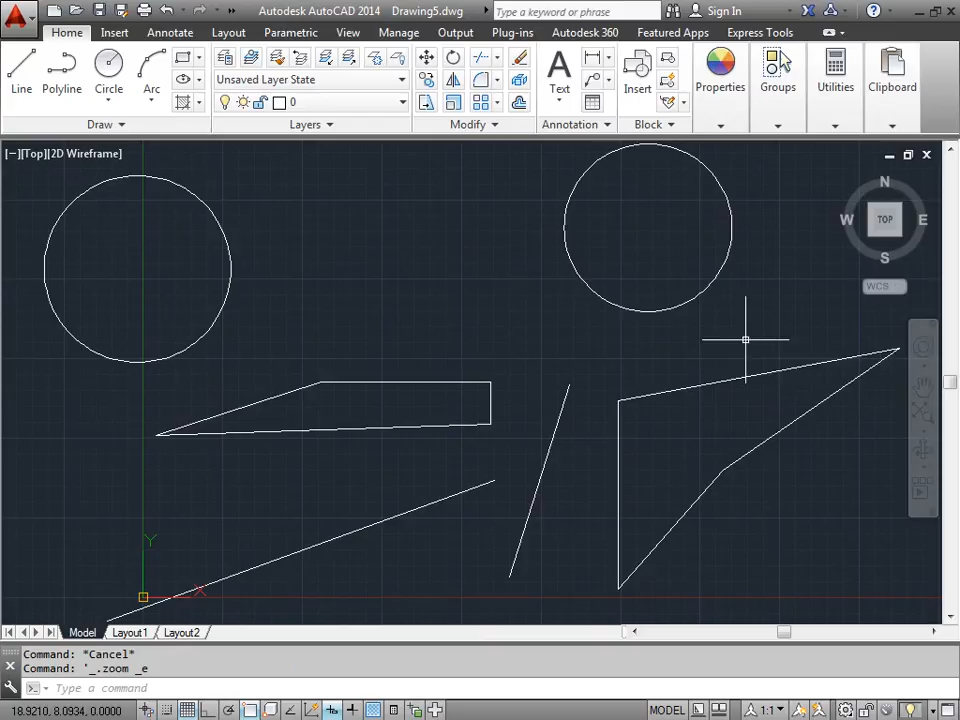 Autodesk AutoCAD 2014 Drawing5.dwg
Type a keyword or phrase
Sign In
Home Insert Annotate Layout Parametric View Manage Output Plug-ins Autodesk 360 Featured Apps Express Tools
Unsaved Layer State
0
Line Polyline Circle Arc
Text
Insert
Properties
Groups
Utilities
Clipboard
Draw
Layers
Modify
Annotation
Block
[−][Top][2D Wireframe]
N
W TOP E
S
WCS
Y
X
Model Layout1 Layout2
Command: *Cancel*
Command: '_.zoom _e
Type a command
18.9210, 8.0934, 0.0000
MODEL
1:1